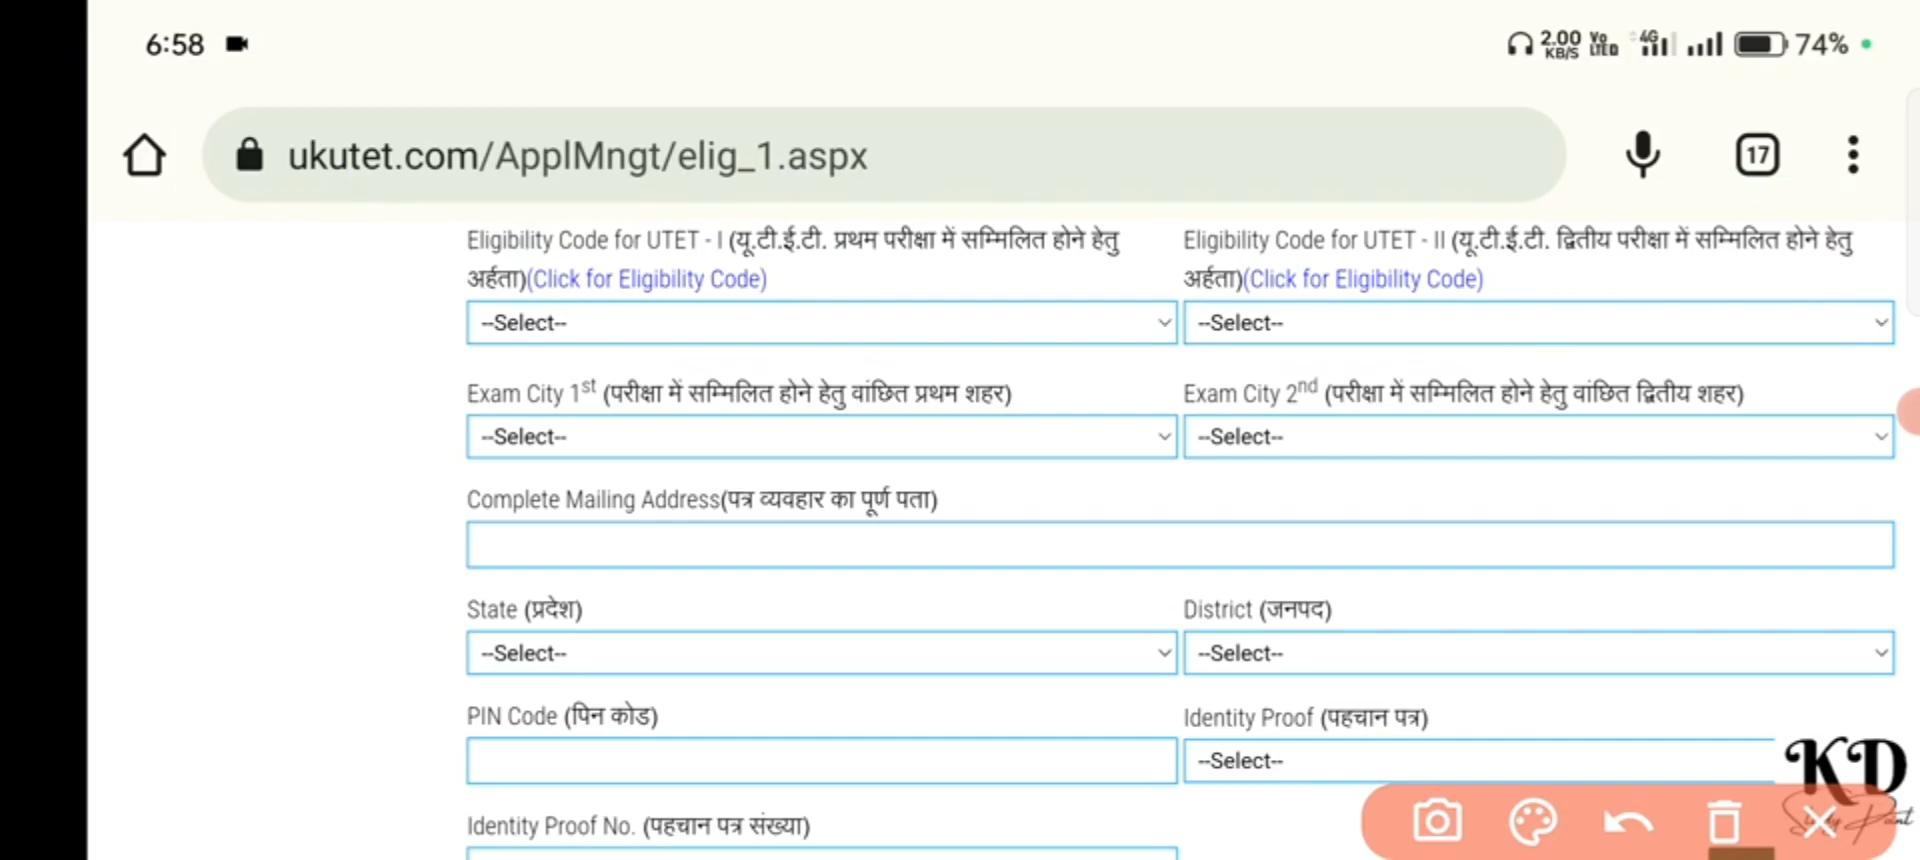 6:58
2.00 KB/S Vo LTE 4G 74%
ukutet.com/ApplMngt/elig_1.aspx
17
Eligibility Code for UTET - I (यू.टी.ई.टी. प्रथम परीक्षा में सम्मिलित होने हेतु
अर्हता)(Click for Eligibility Code)
--Select--
Eligibility Code for UTET - II (यू.टी.ई.टी. द्वितीय परीक्षा में सम्मिलित होने हेतु
अर्हता)(Click for Eligibility Code)
--Select--
Exam City 1st (परीक्षा में सम्मिलित होने हेतु वांछित प्रथम शहर)
--Select--
Exam City 2nd (परीक्षा में सम्मिलित होने हेतु वांछित द्वितीय शहर)
--Select--
Complete Mailing Address(पत्र व्यवहार का पूर्ण पता)
State (प्रदेश)
--Select--
District (जनपद)
--Select--
PIN Code (पिन कोड)
Identity Proof (पहचान पत्र)
--Select--
Identity Proof No. (पहचान पत्र संख्या)
KD